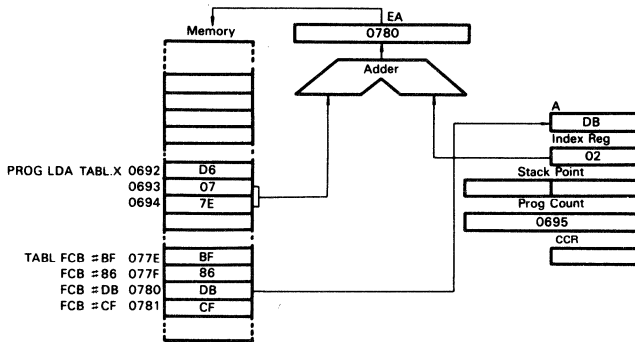 EA
Memory
0780
Adder
A
DB
Index Reg
02
PROG LDA TABL.X 0692 D6
0693 07
0694 7E
Stack Point
Prog Count
0695
CCR
TABL FCB #BF 077E BF
FCB #86 077F 86
FCB #DB 0780 DB
FCB #CF 0781 CF